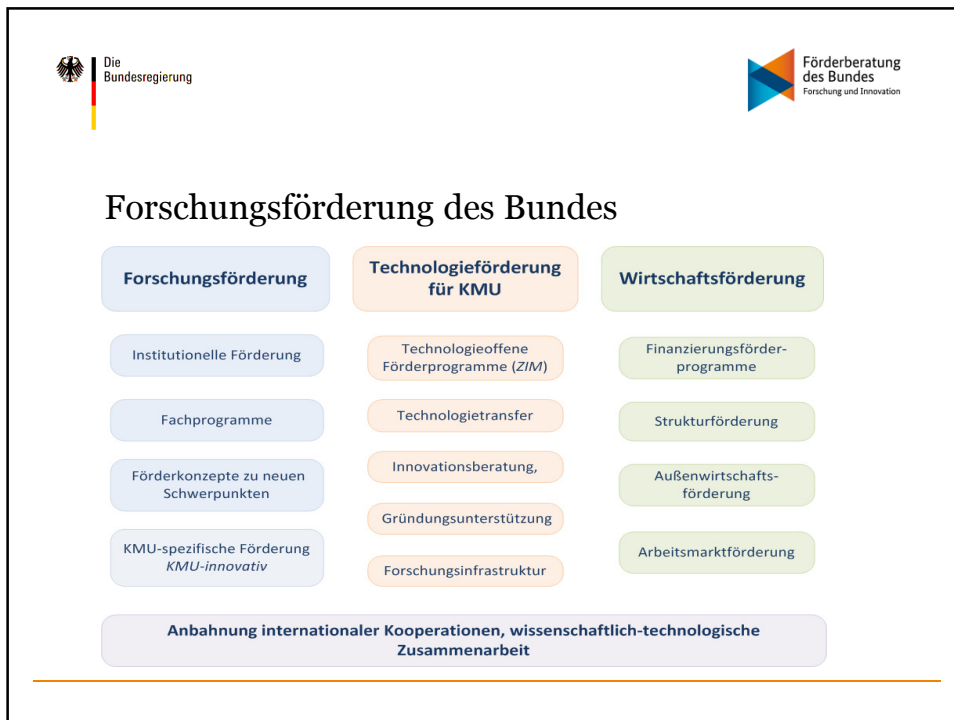 Die
Bundesregierung
Förderberatung
des Bundes
Forschung und Innovation
Forschungsförderung des Bundes
Forschungsförderung
Institutionelle Förderung
Fachprogramme
Förderkonzepte zu neuen
Schwerpunkten
KMU-spezifische Förderung
KMU-innovativ
Technologieförderung
für KMU
Technologieoffene
Förderprogramme (ZIM)
Technologietransfer
Innovationsberatung,
Gründungsunterstützung
Forschungsinfrastruktur
Wirtschaftsförderung
Finanzierungsförder-
programme
Strukturförderung
Außenwirtschafts-
förderung
Arbeitsmarktförderung
Anbahnung internationaler Kooperationen, wissenschaftlich-technologische
Zusammenarbeit